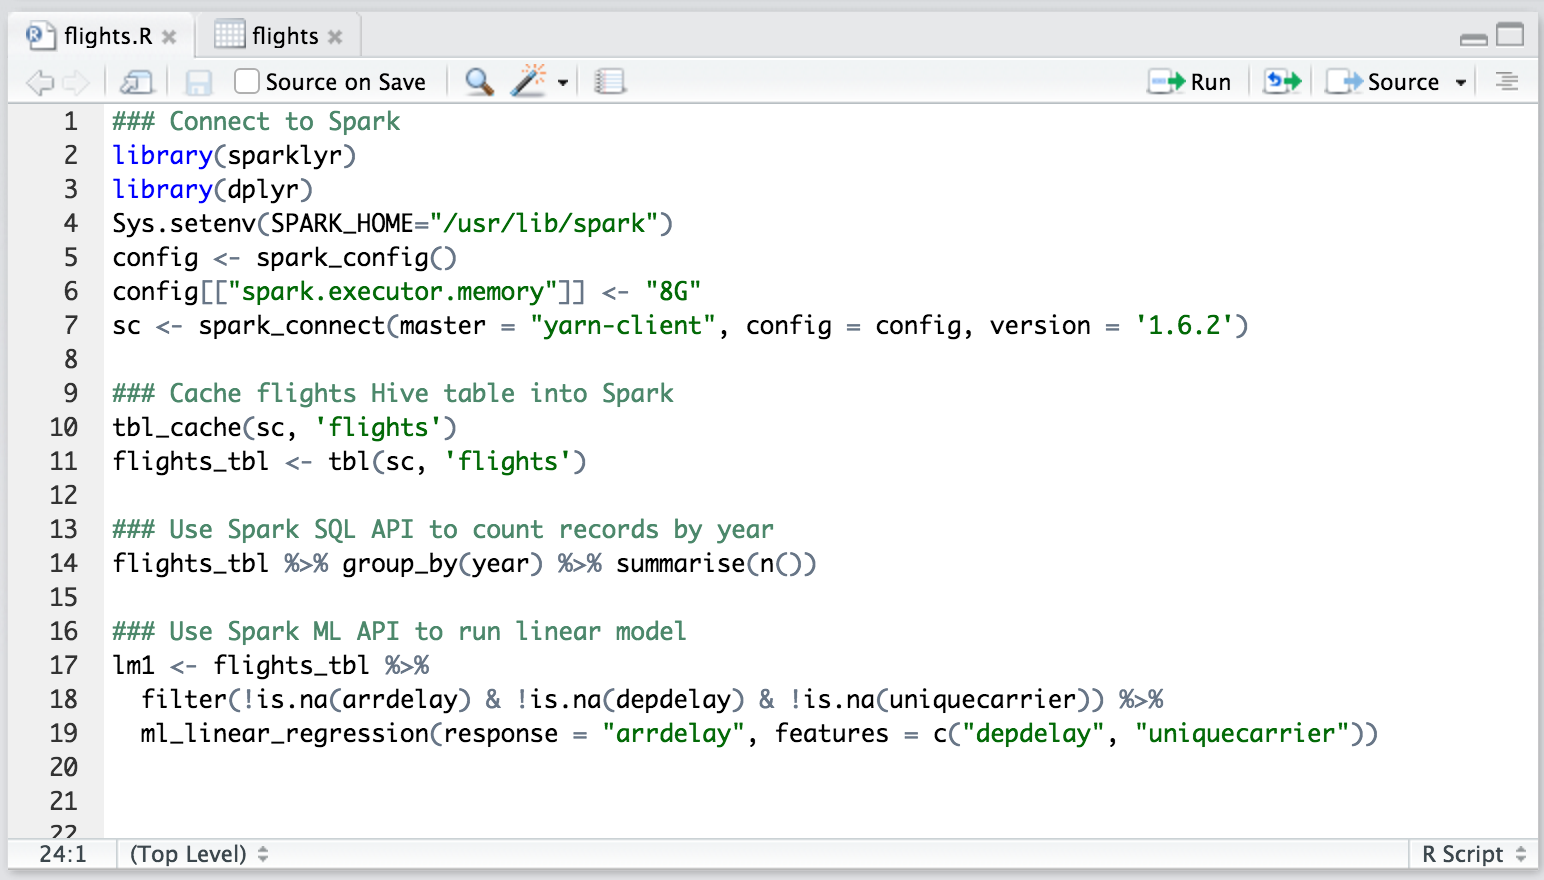 flights.R
flights
Source on Save
Run
Source
1 ### Connect to Spark
2 library(sparklyr)
3 library(dplyr)
4 Sys.setenv(SPARK_HOME="/usr/lib/spark")
5 config <- spark_config()
6 config[["spark.executor.memory"]] <- "8G"
7 sc <- spark_connect(master = "yarn-client", config = config, version = '1.6.2')
8
9 ### Cache flights Hive table into Spark
10 tbl_cache(sc, 'flights')
11 flights_tbl <- tbl(sc, 'flights')
12
13 ### Use Spark SQL API to count records by year
14 flights_tbl %>% group_by(year) %>% summarise(n())
15
16 ### Use Spark ML API to run linear model
17 lm1 <- flights_tbl %>%
18   filter(!is.na(arrdelay) & !is.na(depdelay) & !is.na(uniquecarrier)) %>%
19   ml_linear_regression(response = "arrdelay", features = c("depdelay", "uniquecarrier"))
20
21
22
24:1 (Top Level) R Script